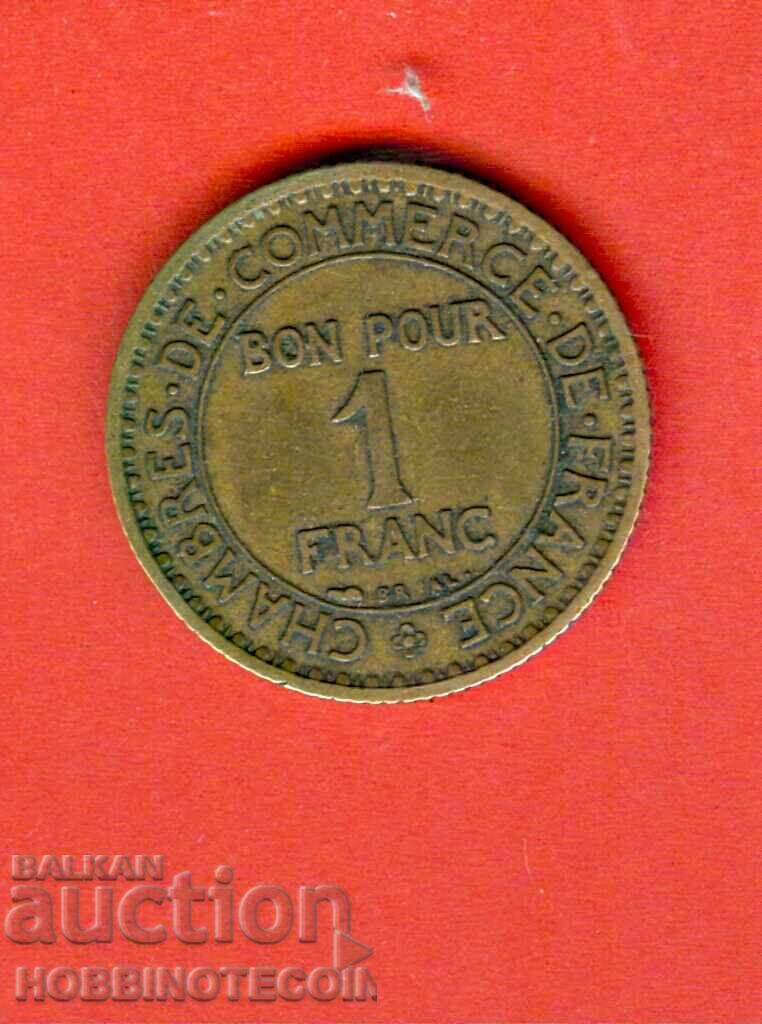 CHAMBRES·DE·COMMERCE·DE·FRANCE
BON POUR
1
FRANC
BALKAN
auction
HOBBINOTECOIN